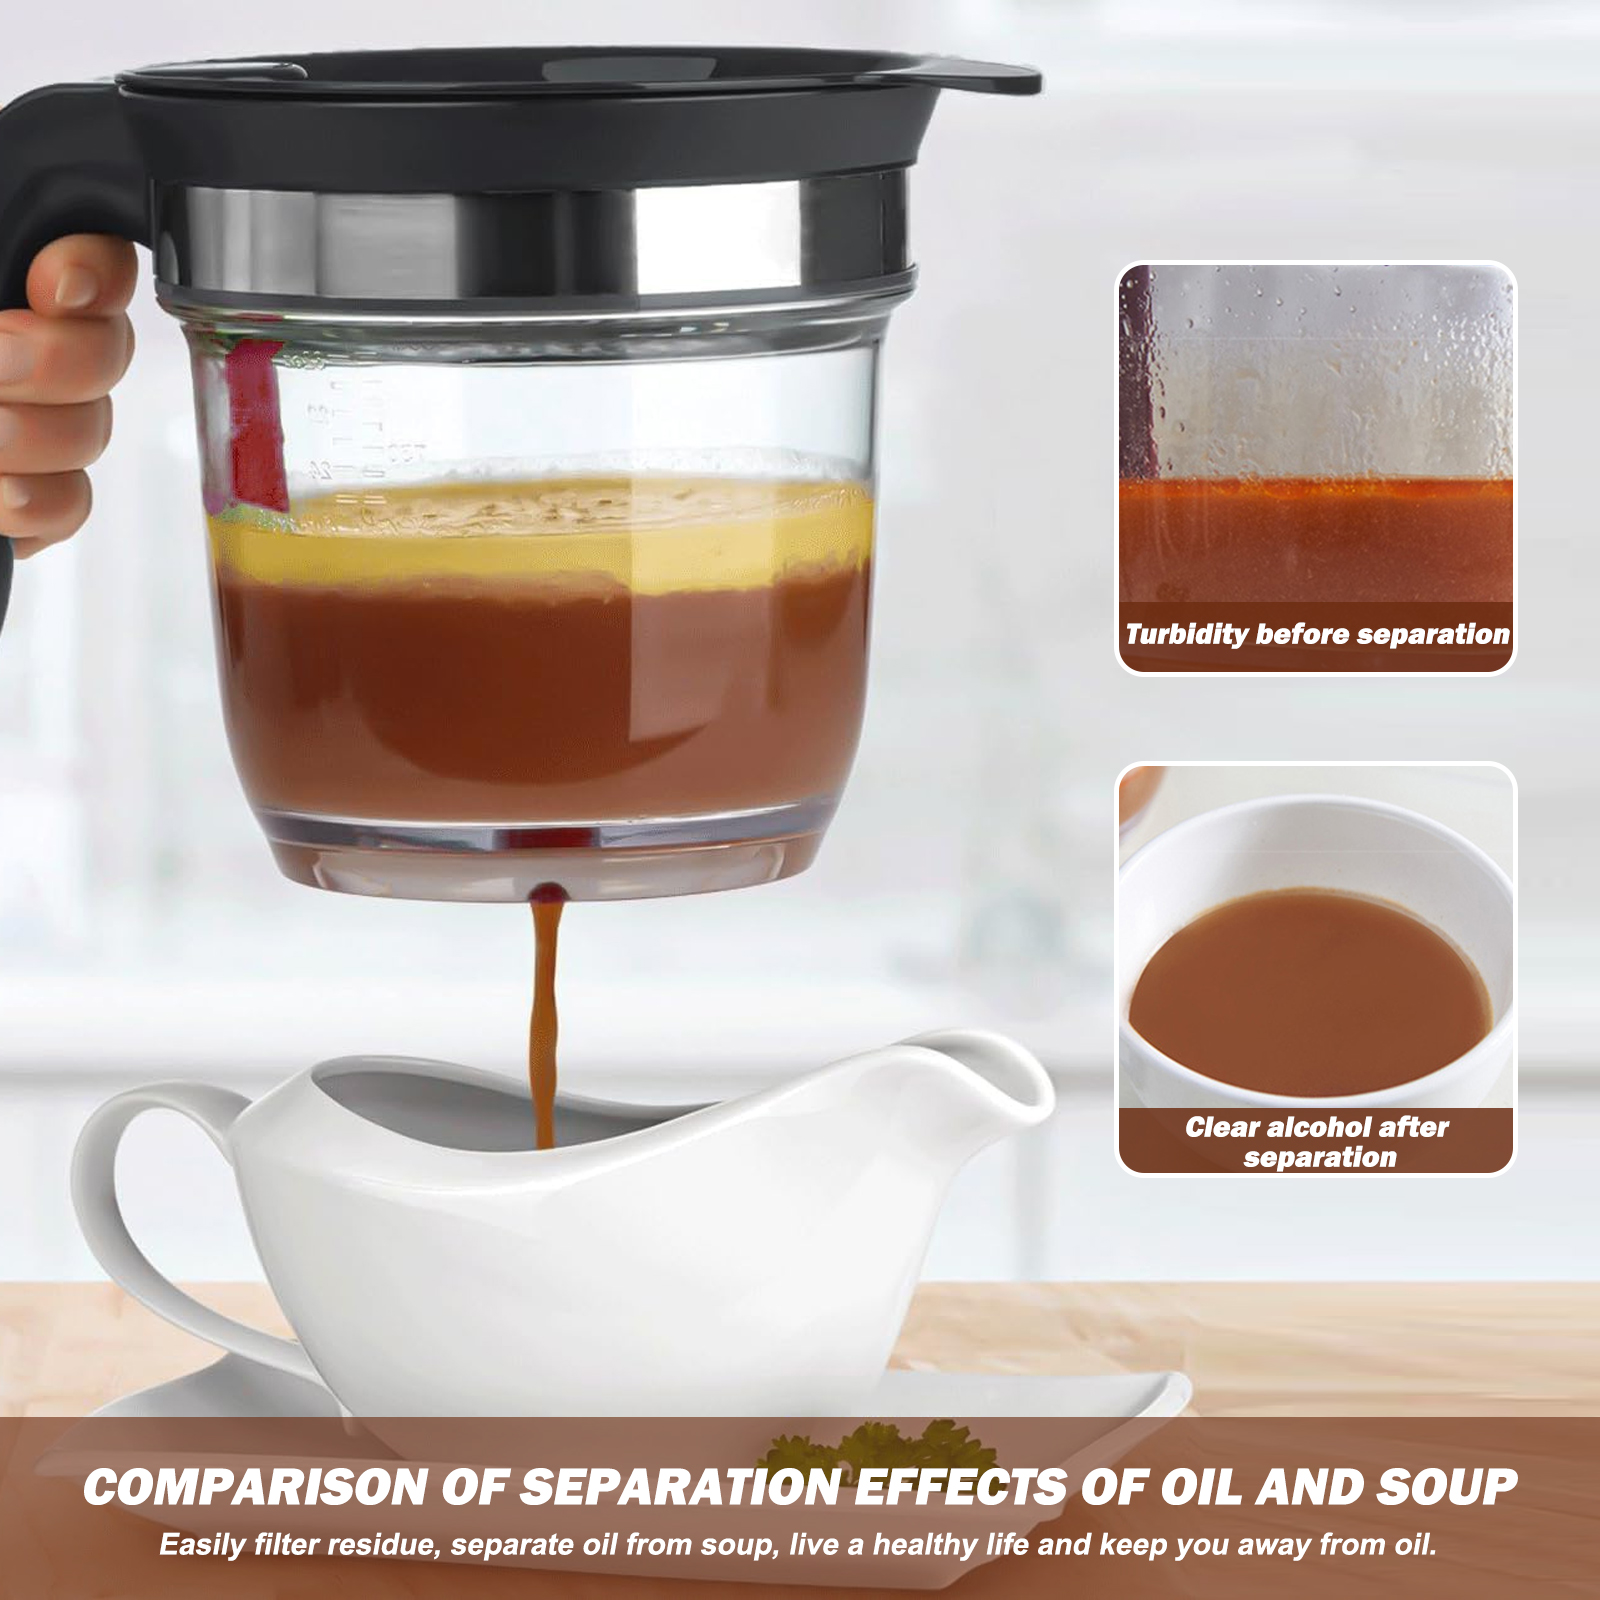 Turbidity before separation
Clear alcohol after
separation
COMPARISON OF SEPARATION EFFECTS OF OIL AND SOUP
Easily filter residue, separate oil from soup, live a healthy life and keep you away from oil.